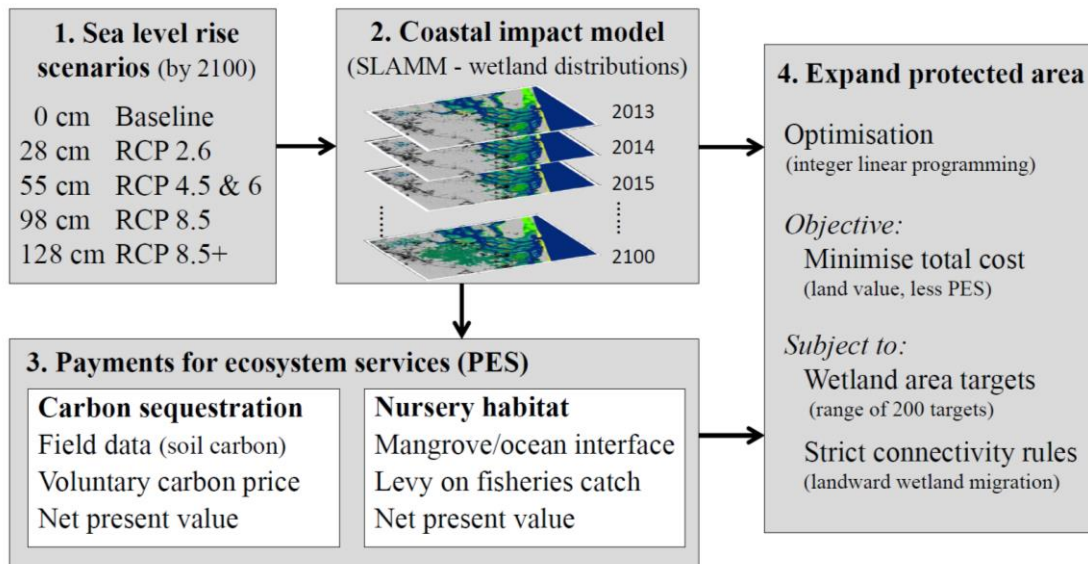 1. Sea level rise
scenarios (by 2100)
0 cm Baseline
28 cm RCP 2.6
55 cm RCP 4.5 & 6
98 cm RCP 8.5
128 cm RCP 8.5+
2. Coastal impact model
(SLAMM - wetland distributions)
2013
2014
2015
2100
3. Payments for ecosystem services (PES)
Carbon sequestration
Field data (soil carbon)
Voluntary carbon price
Net present value
Nursery habitat
Mangrove/ocean interface
Levy on fisheries catch
Net present value
4. Expand protected area
Optimisation
(integer linear programming)
Objective:
Minimise total cost
(land value, less PES)
Subject to:
Wetland area targets
(range of 200 targets)
Strict connectivity rules
(landward wetland migration)